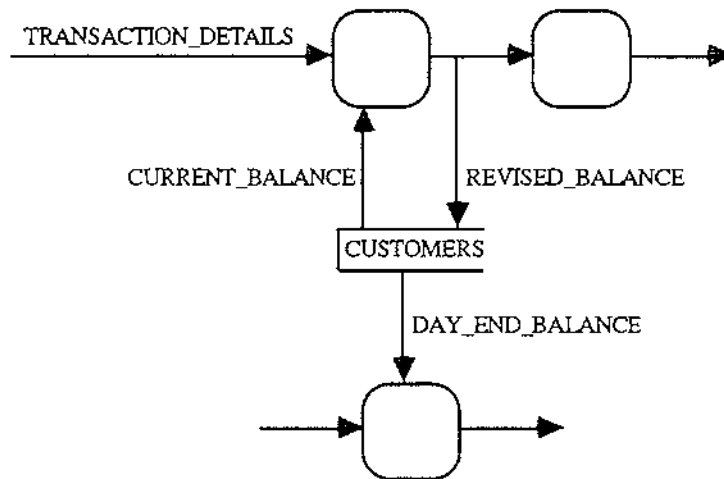 TRANSACTION_DETAILS
CURRENT_BALANCE
REVISED_BALANCE
CUSTOMERS
DAY_END_BALANCE